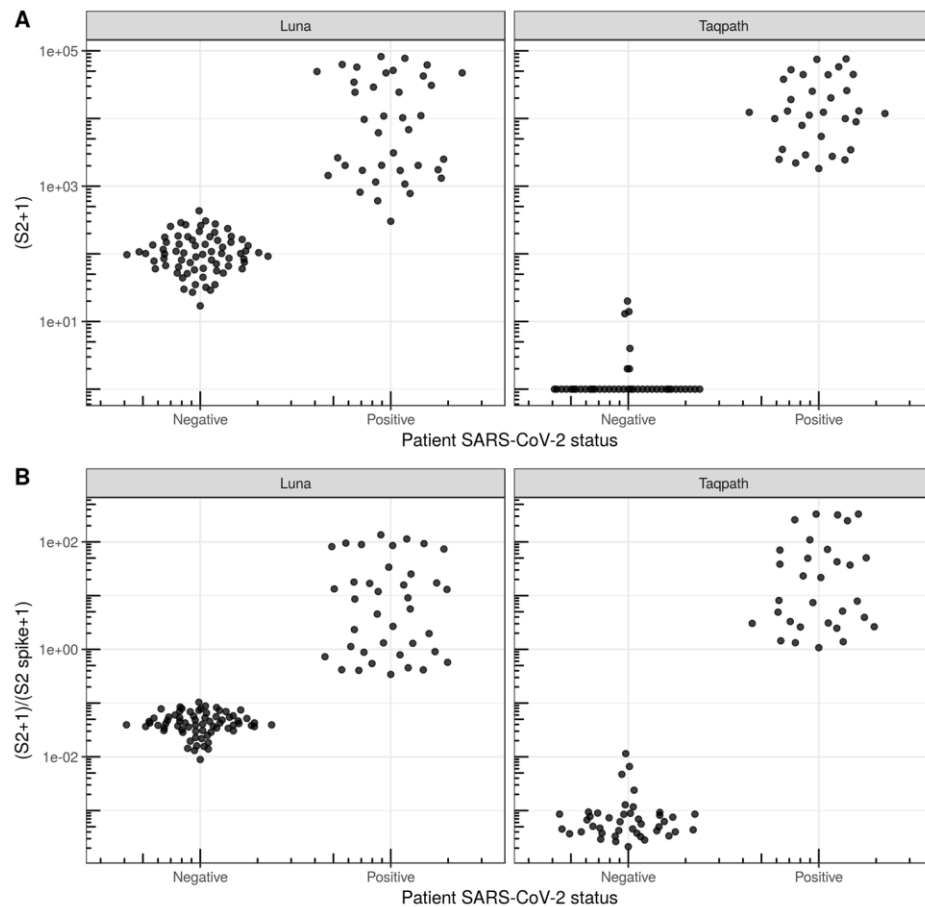 A
Luna
Taqpath
(S2+1)
1e+05
1e+03
1e+01
Negative
Positive
Negative
Positive
Patient SARS-CoV-2 status
B
Luna
Taqpath
(S2+1)/(S2 spike+1)
1e+02
1e+00
1e-02
Negative
Positive
Negative
Positive
Patient SARS-CoV-2 status